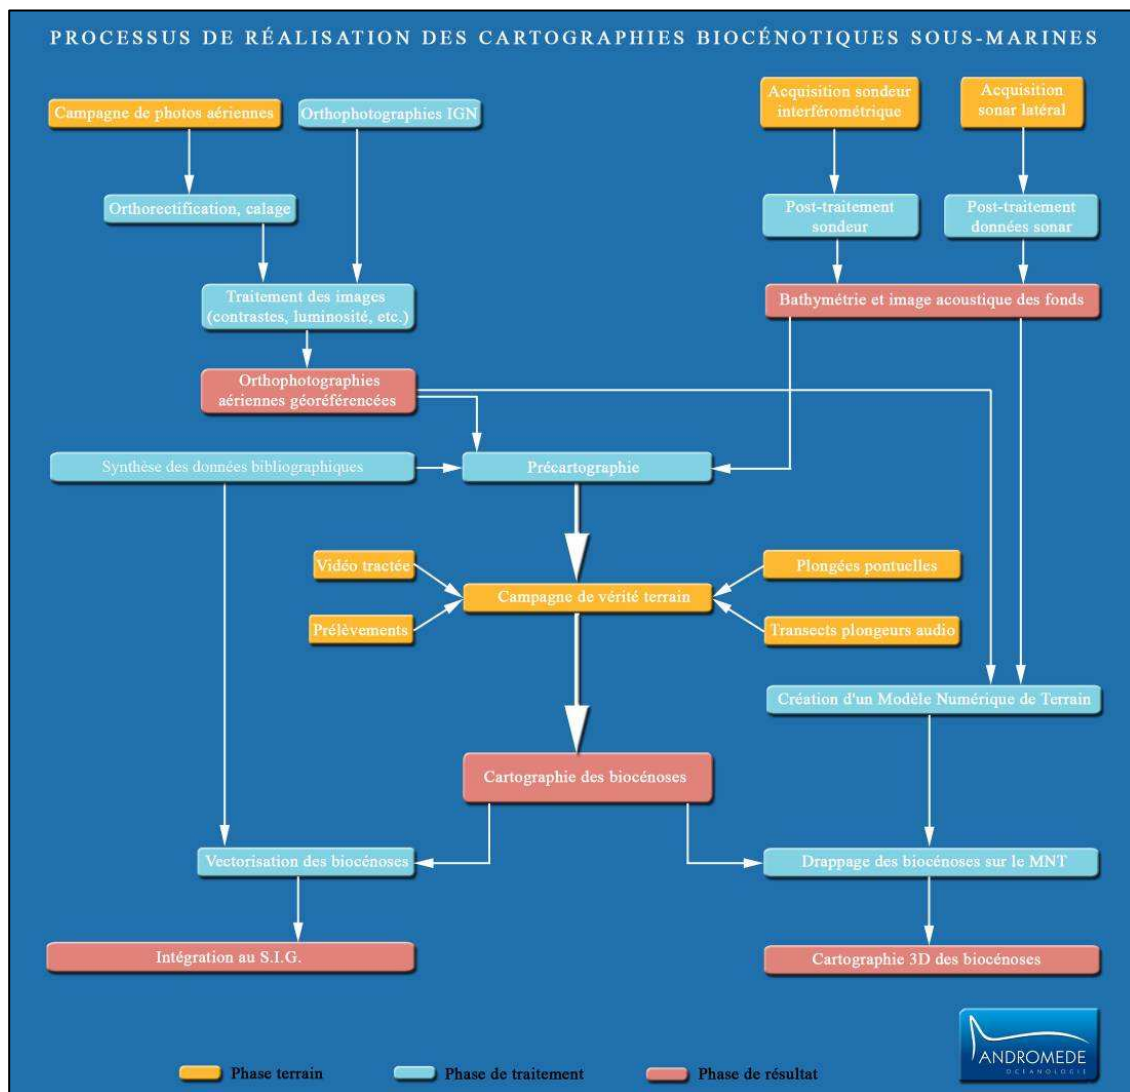 PROCESSUS DE RÉALISATION DES CARTOGRAPHIES BIOCÉNOTIQUES SOUS-MARINES
Campagne de photos aériennes
Orthophotographies IGN
Acquisition sondeur
interférométrique
Acquisition
sonar latéral
Orthorectification, calage
Post-traitement
sondeur
Post-traitement
données sonar
Traitement des images
(contrastes, luminosité, etc.)
Bathymétrie et image acoustique des fonds
Orthophotographies
aériennes géoréférencées
Synthèse des données bibliographiques
Précartographie
Vidéo tractée
Plongées pontuelles
Campagne de vérité terrain
Prélèvements
Transects plongeurs audio
Création d'un Modèle Numérique de Terrain
Cartographie des biocénoses
Vectorisation des biocénoses
Drappage des biocénoses sur le MNT
Intégration au S.I.G.
Cartographie 3D des biocénoses
ANDROMEDE
OCEANOLOGIE
Phase terrain
Phase de traitement
Phase de résultat